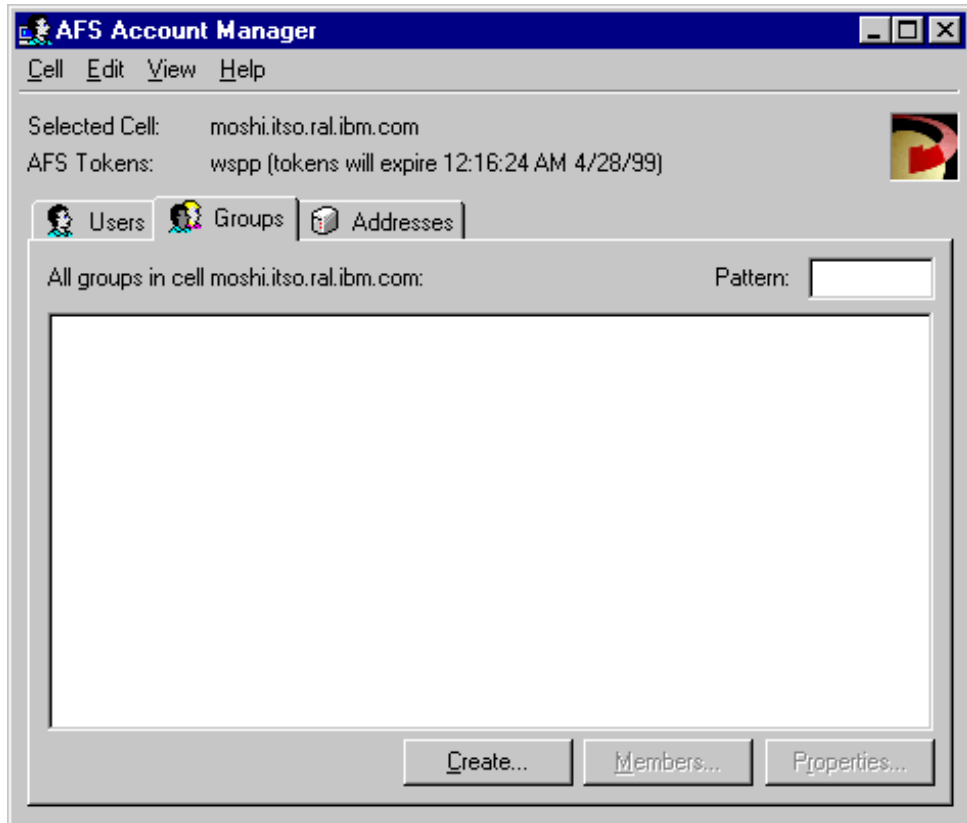 AFS Account Manager
Cell Edit View Help
Selected Cell: moshi.itso.ral.ibm.com
AFS Tokens: wspp (tokens will expire 12:16:24 AM 4/28/99)
Users Groups Addresses
All groups in cell moshi.itso.ral.ibm.com: Pattern:
Create... Members... Properties...